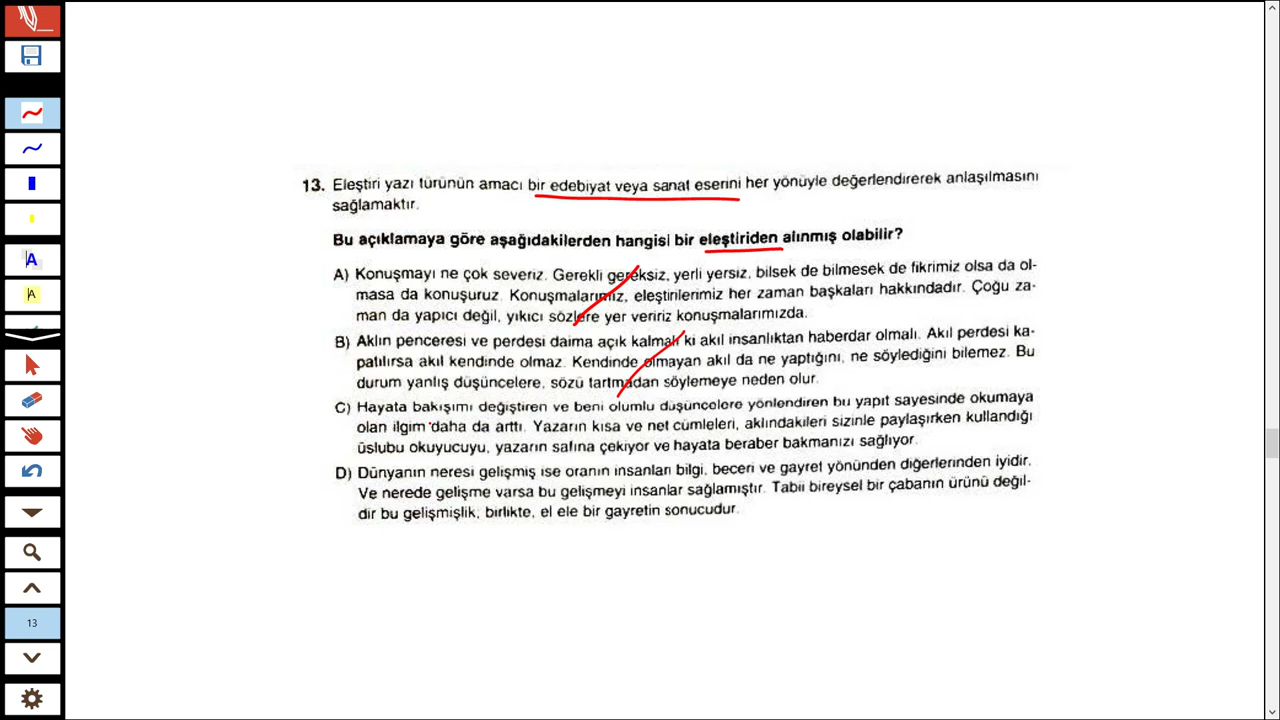 13. Eleştiri yazı türünün amacı bir edebiyat veya sanat eserini her yönüyle değerlendirerek anlaşılmasını
sağlamaktır.
Bu açıklamaya göre aşağıdakilerden hangisi bir eleştiriden alınmış olabilir?
A) Konuşmayı ne çok severiz. Gerekli gereksiz, yerli yersiz, bilsek de bilmesek de fikrimiz olsa da ol-
masa da konuşuruz. Konuşmalarımız, eleştirilerimiz her zaman başkaları hakkındadır. Çoğu za-
man da yapıcı değil, yıkıcı sözlere yer veririz konuşmalarımızda.
B) Aklın penceresi ve perdesi daima açık kalmalı ki akıl insanlıktan haberdar olmalı. Akıl perdesi ka-
patılırsa akıl kendinde olmaz. Kendinde olmayan akıl da ne yaptığını, ne söylediğini bilemez. Bu
durum yanlış düşüncelere, sözü tartmadan söylemeye neden olur.
C) Hayata bakışımı değiştiren ve beni olumlu düşüncelere yönlendiren bu yapıt sayesinde okumaya
olan ilgim daha da arttı. Yazarın kısa ve net cümleleri, aklındakileri sizinle paylaşırken kullandığı
üslubu okuyucuyu, yazarın safına çekiyor ve hayata beraber bakmanızı sağlıyor.
D) Dünyanın neresi gelişmiş ise oranın insanları bilgi, beceri ve gayret yönünden diğerlerinden iyidir.
Ve nerede gelişme varsa bu gelişmeyi insanlar sağlamıştır. Tabii bireysel bir çabanın ürünü değil-
dir bu gelişmişlik; birlikte, el ele bir gayretin sonucudur.
A
A
13